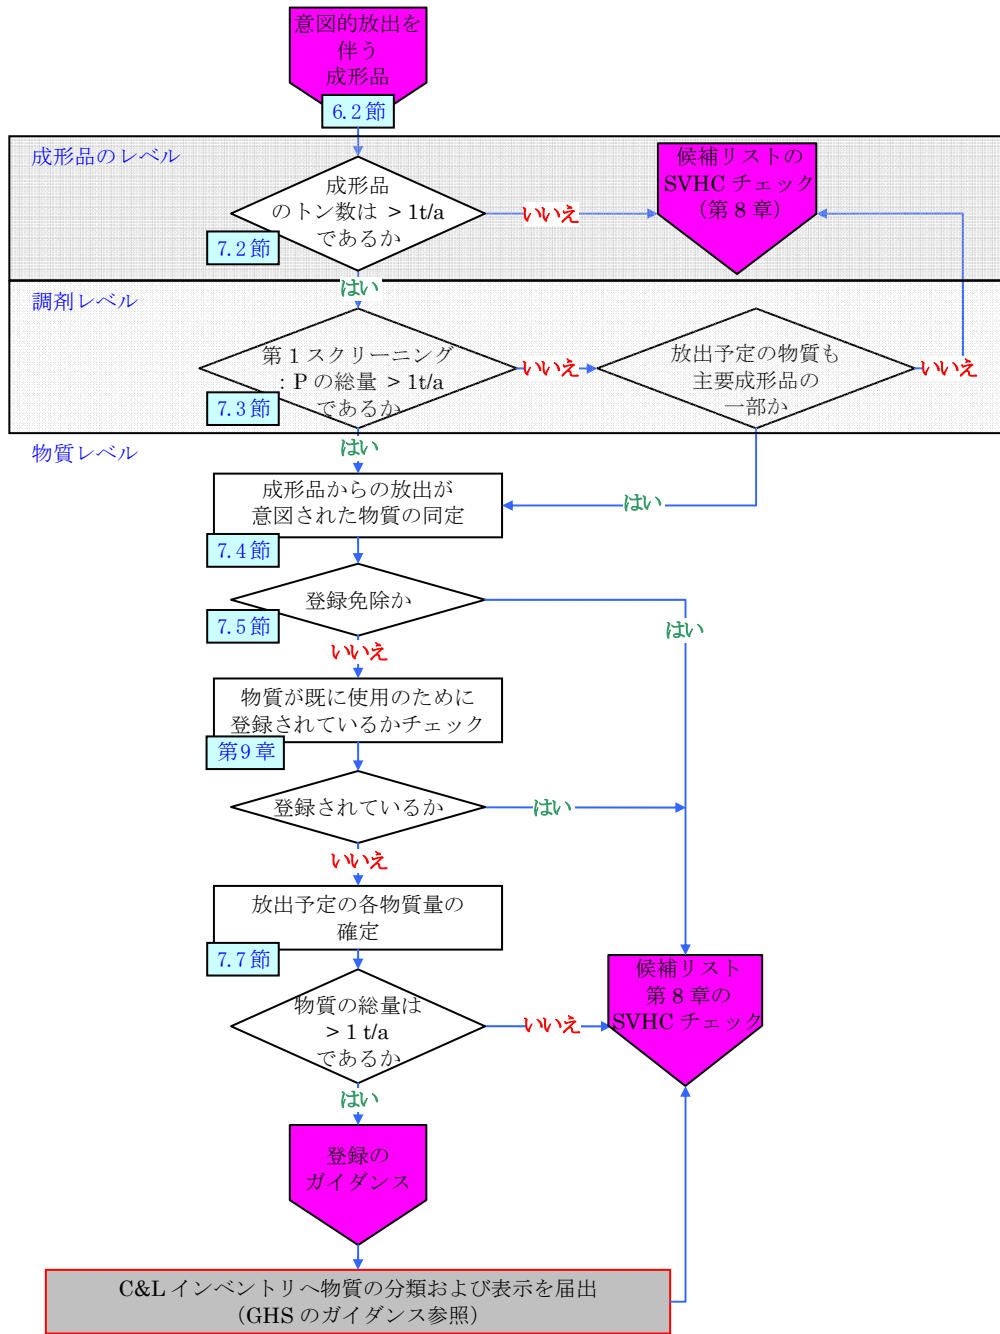 意図的放出を
伴う
成形品
6.2節
成形品のレベル
成形品
のトン数は > 1t/a
であるか
7.2節
いいえ
候補リストの
SVHC チェック
（第 8 章）
はい
調剤レベル
第 1 スクリーニング
: P の総量 > 1t/a
であるか
7.3節
いいえ
放出予定の物質も
主要成形品の
一部か
いいえ
はい
物質レベル
成形品からの放出が
意図された物質の同定
7.4節
はい
登録免除か
7.5節
はい
いいえ
物質が既に使用のために
登録されているかチェック
第9章
登録されているか
はい
いいえ
放出予定の各物質量の
確定
7.7節
物質の総量は
> 1 t/a
であるか
いいえ
候補リスト
第 8 章の
SVHC チェック
はい
登録の
ガイダンス
C&L インベントリへ物質の分類および表示を届出
（GHS のガイダンス参照）